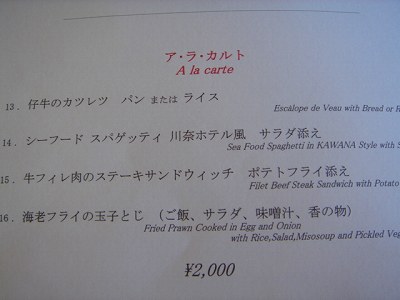 ア・ラ・カルト
A la carte
13. 仔牛のカツレツ パン または ライス
Escalope de Veau with Bread or
14. シーフード スパゲッティ 川奈ホテル風 サラダ添え
Sea Food Spaghetti in KAWANA Style with
15. 牛フィレ肉のステーキサンドウィッチ ポテトフライ添え
Filet Beef Steak Sandwich with Potato
16. 海老フライの玉子とじ (ご飯、サラダ、味噌汁、香の物)
Fried Prawn Cooked in Egg and Onion
with Rice,Salad,Misosoup and Pickled
¥2,000